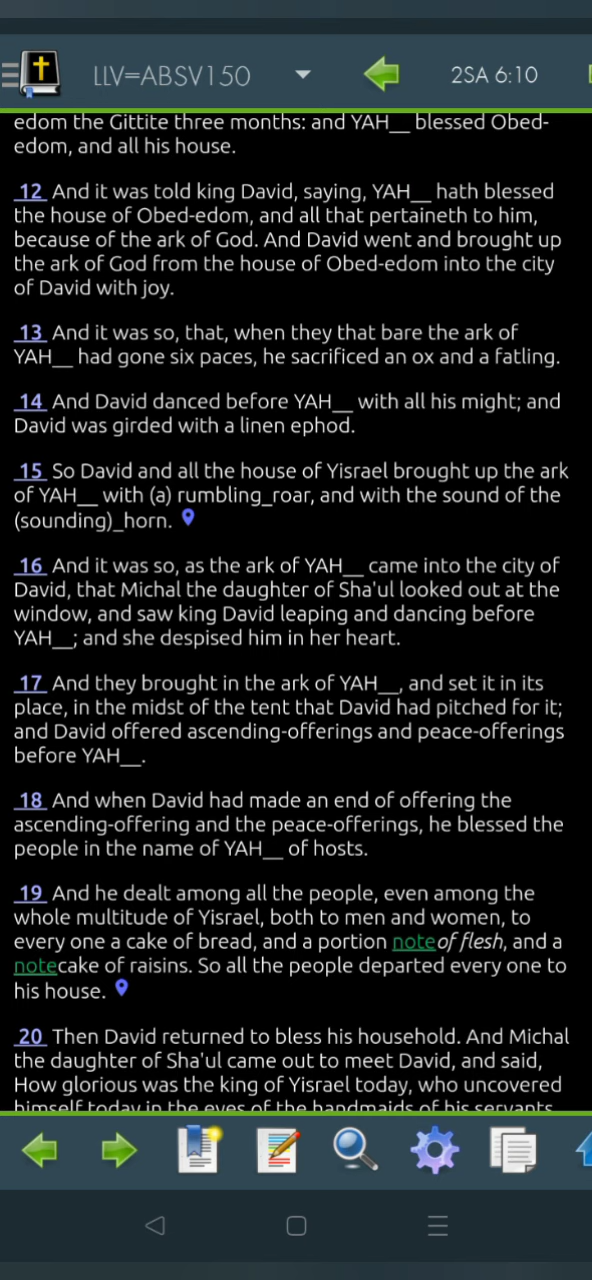 LLV=ABSV150
2SA 6:10
edom the Gittite three months: and YAH__ blessed Obed-
edom, and all his house.
12 And it was told king David, saying, YAH__ hath blessed
the house of Obed-edom, and all that pertaineth to him,
because of the ark of God. And David went and brought up
the ark of God from the house of Obed-edom into the city
of David with joy.
13 And it was so, that, when they that bare the ark of
YAH__ had gone six paces, he sacrificed an ox and a fatling.
14 And David danced before YAH__ with all his might; and
David was girded with a linen ephod.
15 So David and all the house of Yisrael brought up the ark
of YAH__ with (a) rumbling_roar, and with the sound of the
(sounding)_horn.
16 And it was so, as the ark of YAH__ came into the city of
David, that Michal the daughter of Sha'ul looked out at the
window, and saw king David leaping and dancing before
YAH__; and she despised him in her heart.
17 And they brought in the ark of YAH__, and set it in its
place, in the midst of the tent that David had pitched for it;
and David offered ascending-offerings and peace-offerings
before YAH__.
18 And when David had made an end of offering the
ascending-offering and the peace-offerings, he blessed the
people in the name of YAH__ of hosts.
19 And he dealt among all the people, even among the
whole multitude of Yisrael, both to men and women, to
every one a cake of bread, and a portion noteof flesh, and a
notecake of raisins. So all the people departed every one to
his house.
20 Then David returned to bless his household. And Michal
the daughter of Sha'ul came out to meet David, and said,
How glorious was the king of Yisrael today, who uncovered
himself today in the eyes of the handmaids of his servants